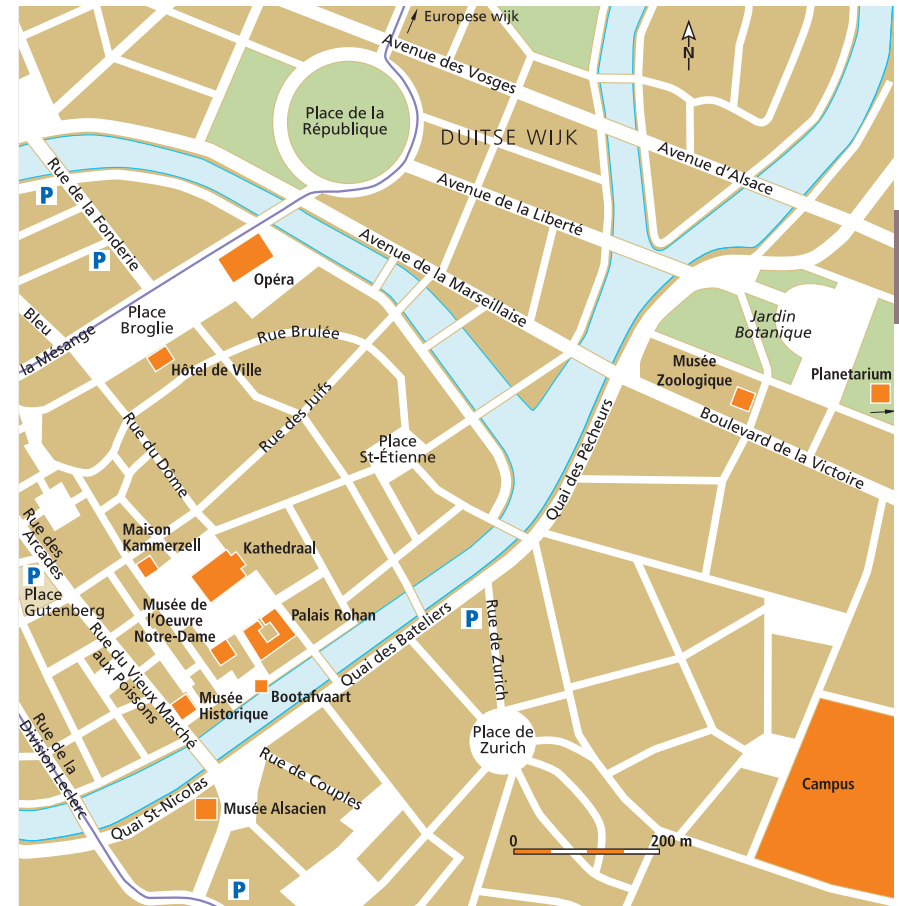 Europese wijk
Avenue des Vosges
N
Place de la
République
DUITSE WIJK
Avenue d'Alsace
Rue de la Fonderie
P
Avenue de la Liberté
P
Avenue de la Marseillaise
Opéra
Bleu
Place
Broglie
la Mésange
Rue Brulée
Jardin
Botanique
Hôtel de Ville
Musée
Zoologique
Planetarium
Rue des Juifs
Rue du Dôme
Place
St-Étienne
Quai des Pêcheurs
Boulevard de la Victoire
Rue des
Arcades
Maison
Kammerzell
Kathedraal
P
Place
Gutenberg
Musée de
l'Oeuvre
Notre-Dame
Palais Rohan
Quai des Bateliers
P
Rue de Zurich
Rue du Vieux Marché
aux Poissons
Musée
Historique
Bootafvaart
Rue de la
Division Leclerc
Place de
Zurich
Rue de Couples
Quai St-Nicolas
Musée Alsacien
Campus
0 200 m
P